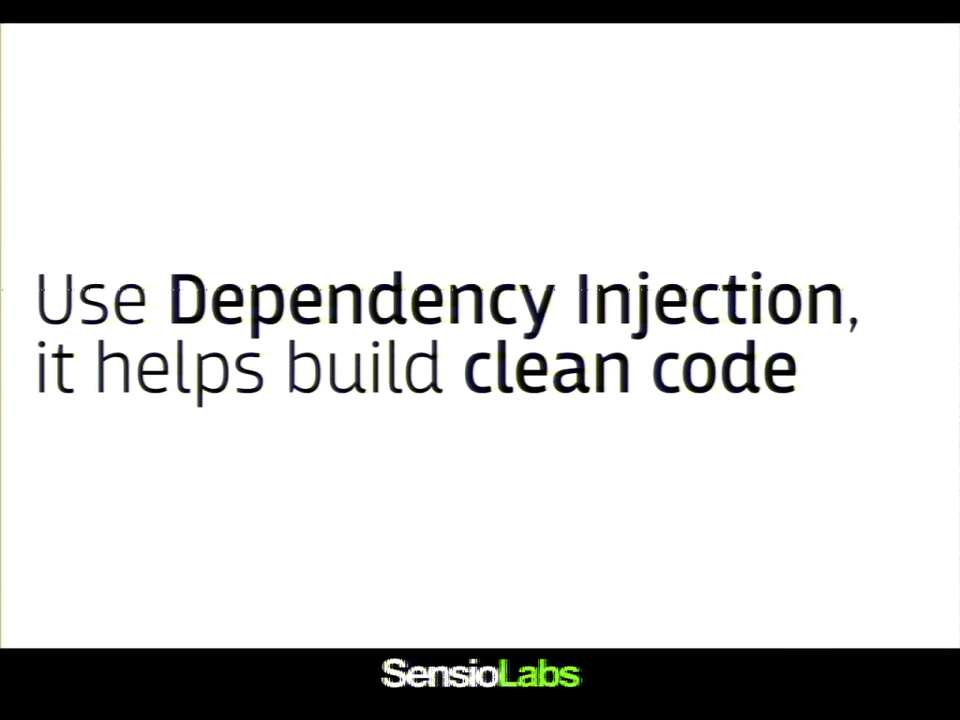 Use Dependency Injection,
it helps build clean code
SensioLabs